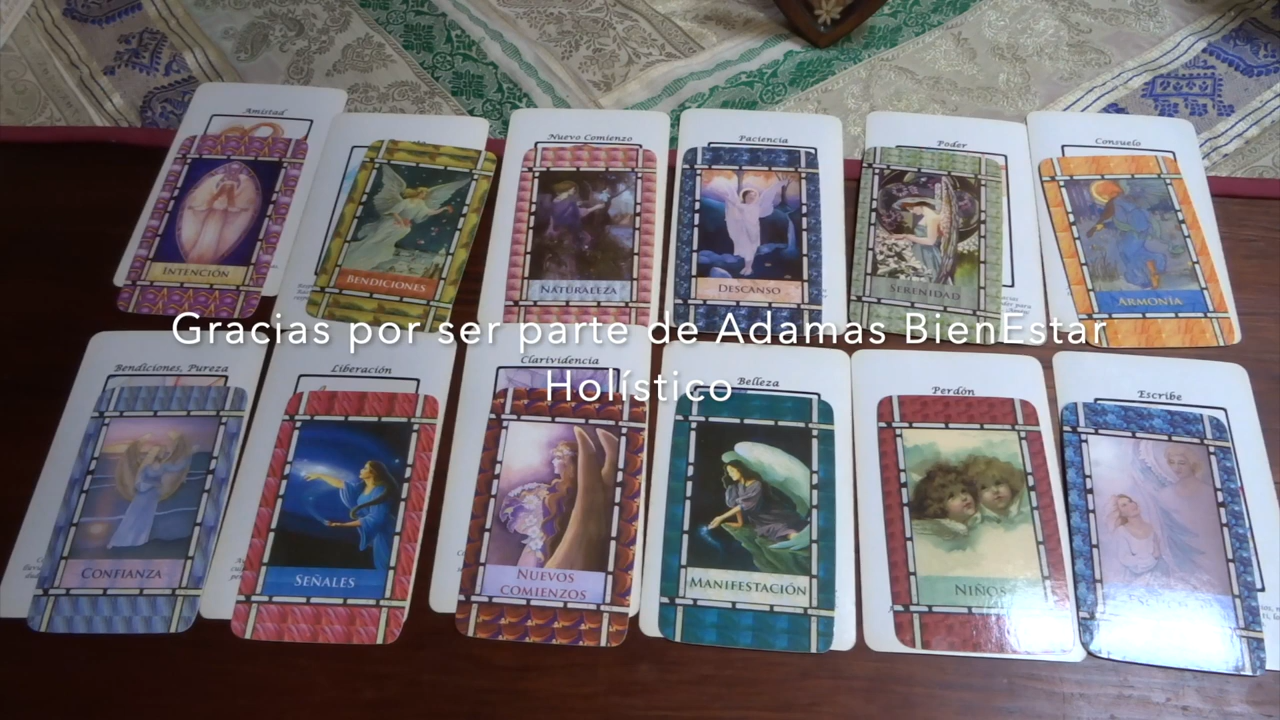 Amistad
Nuevo Comienzo
Paciencia
Poder
Consuelo
INTENCIÓN
BENDICIONES
NATURALEZA
DESCANSO
SERENIDAD
ARMONÍA
Gracias por ser parte de Adamas BienEstar
Holístico
Bendiciones, Pureza
Liberación
Clarividencia
Belleza
Perdón
Escribe
CONFIANZA
SEÑALES
NUEVOS
COMIENZOS
MANIFESTACIÓN
NIÑOS